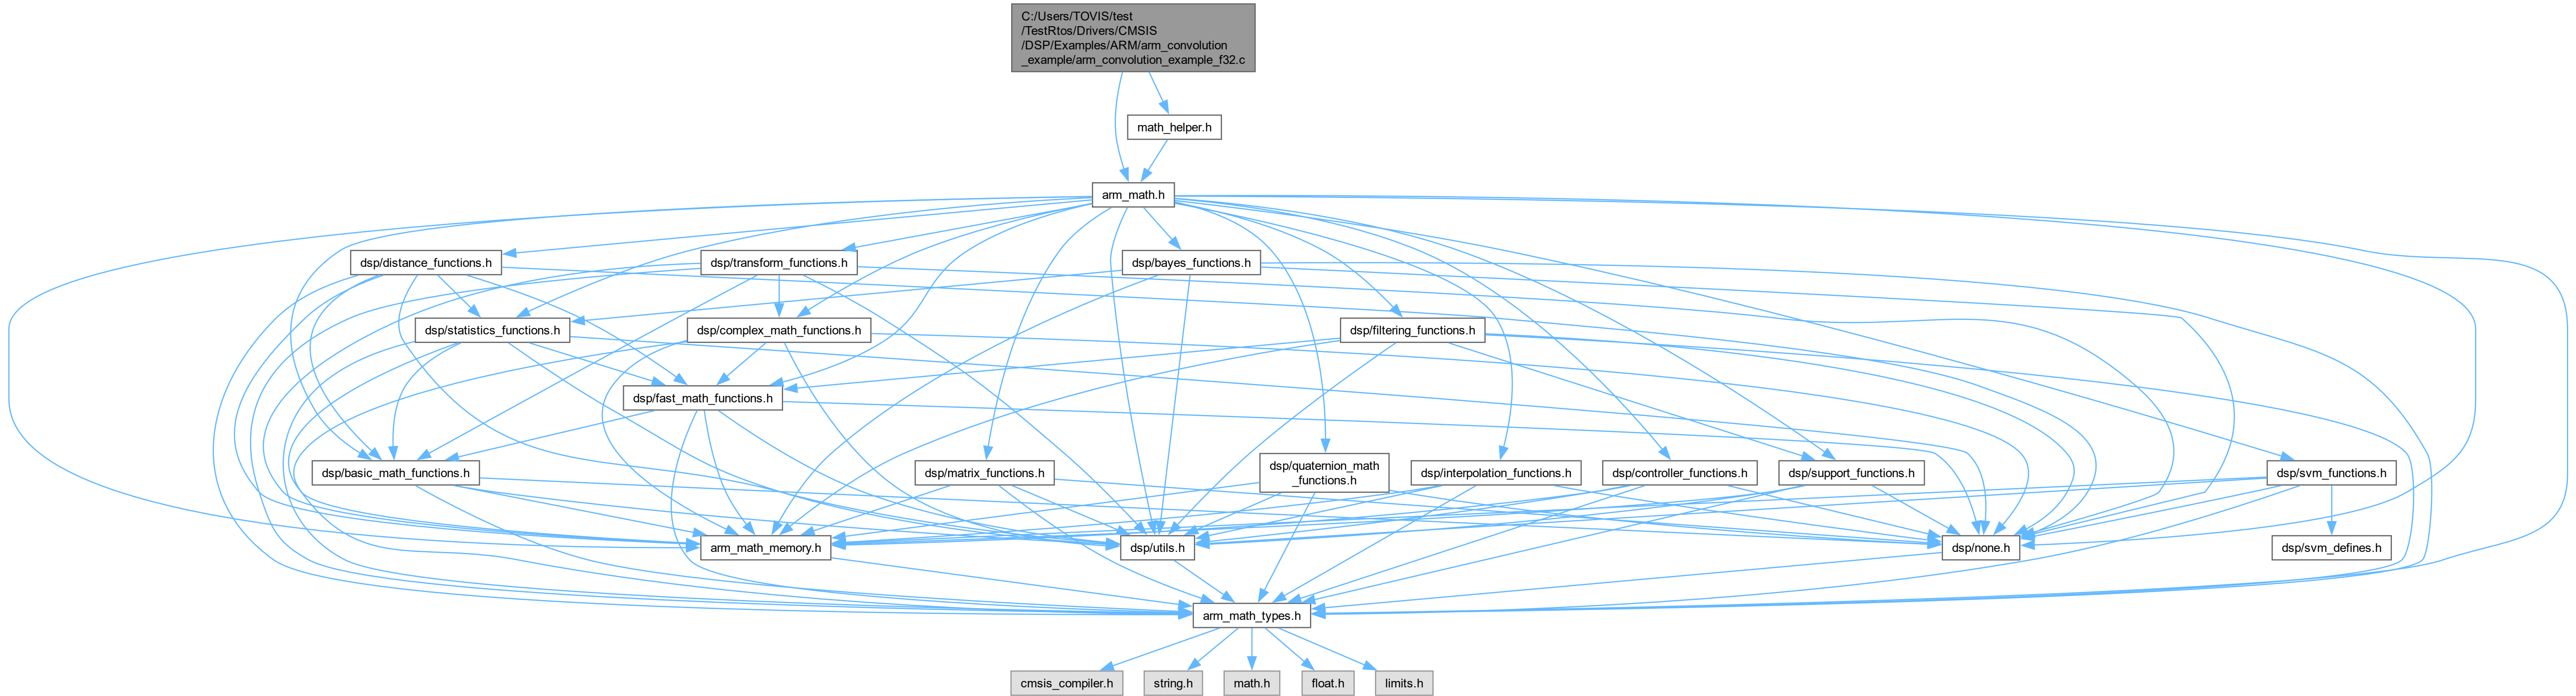 C:/Users/TOVIS/test
/TestRtos/Drivers/CMSIS
/DSP/Examples/ARM/arm_convolution
_example/arm_convolution_example_f32.c
math_helper.h
arm_math.h
dsp/distance_functions.h
dsp/transform_functions.h
dsp/bayes_functions.h
dsp/statistics_functions.h
dsp/complex_math_functions.h
dsp/filtering_functions.h
dsp/fast_math_functions.h
dsp/basic_math_functions.h
dsp/matrix_functions.h
dsp/quaternion_math
_functions.h
dsp/interpolation_functions.h
dsp/controller_functions.h
dsp/support_functions.h
dsp/svm_functions.h
arm_math_memory.h
dsp/utils.h
dsp/none.h
dsp/svm_defines.h
arm_math_types.h
cmsis_compiler.h
string.h
math.h
float.h
limits.h